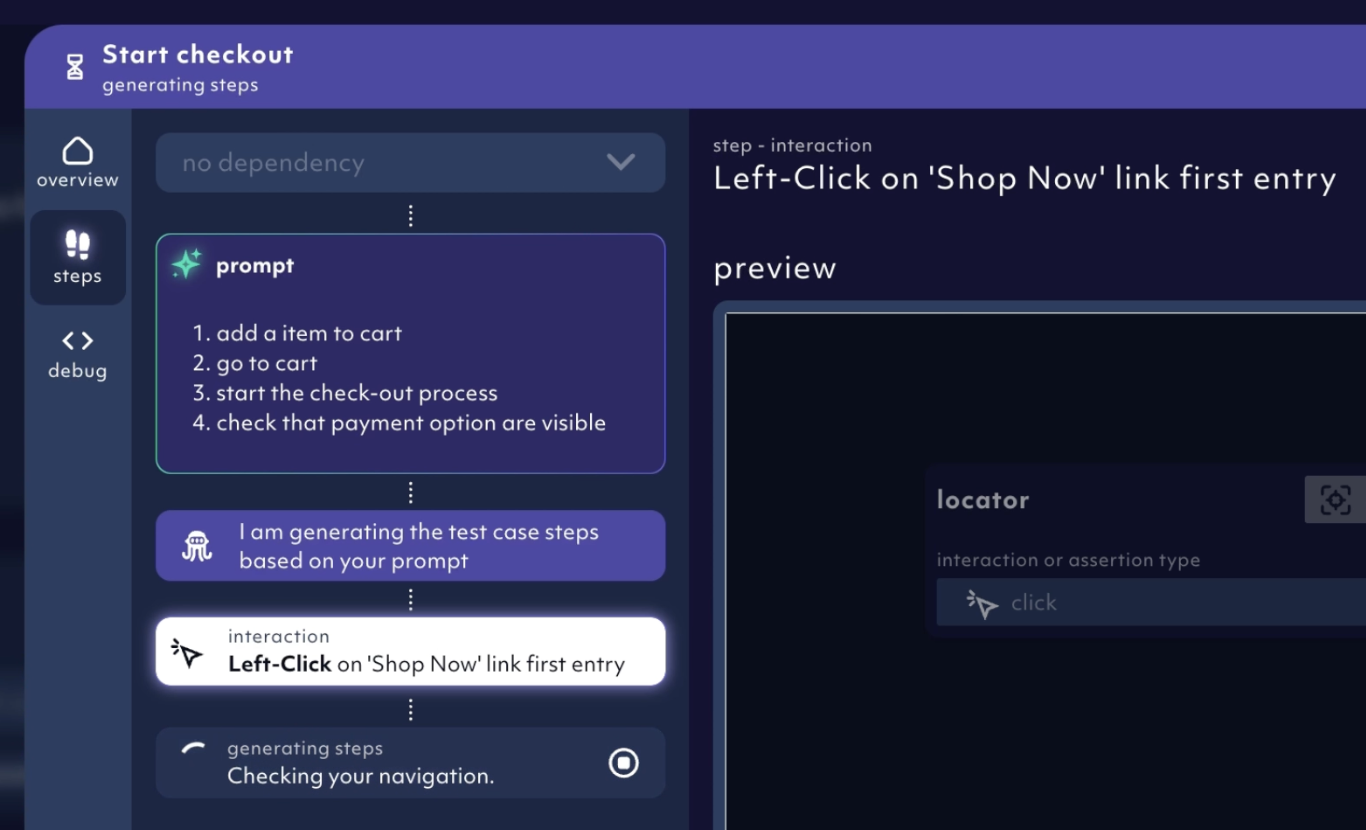 Start checkout
generating steps
overview
steps
debug
no dependency
prompt
1. add a item to cart
2. go to cart
3. start the check-out process
4. check that payment option are visible
I am generating the test case steps
based on your prompt
interaction
Left-Click on 'Shop Now' link first entry
generating steps
Checking your navigation.
step - interaction
Left-Click on 'Shop Now' link first entry
preview
locator
interaction or assertion type
click